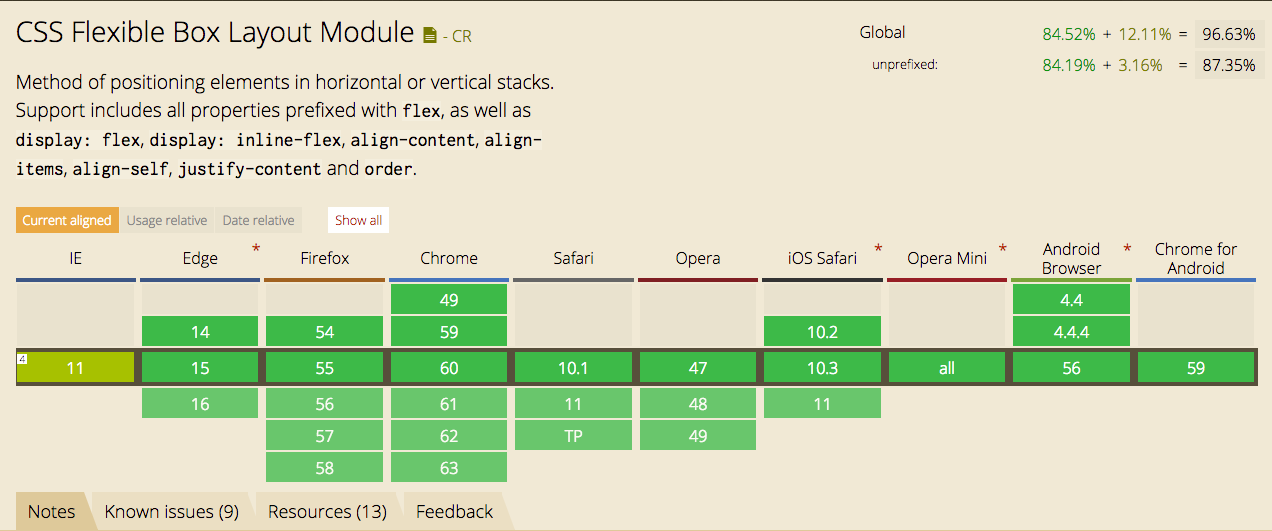 CSS Flexible Box Layout Module - CR
Global 84.52% + 12.11% = 96.63%
unprefixed: 84.19% + 3.16% = 87.35%
Method of positioning elements in horizontal or vertical stacks.
Support includes all properties prefixed with flex, as well as
display: flex, display: inline-flex, align-content, align-
items, align-self, justify-content and order.
Current aligned Usage relative Date relative Show all
IE Edge * Firefox Chrome Safari Opera iOS Safari * Opera Mini * Android Browser * Chrome for Android
49 4.4
14 54 59 10.2 4.4.4
4 11 15 55 60 10.1 47 10.3 all 56 59
16 56 61 11 48 11
57 62 TP 49
58 63
Notes Known issues (9) Resources (13) Feedback